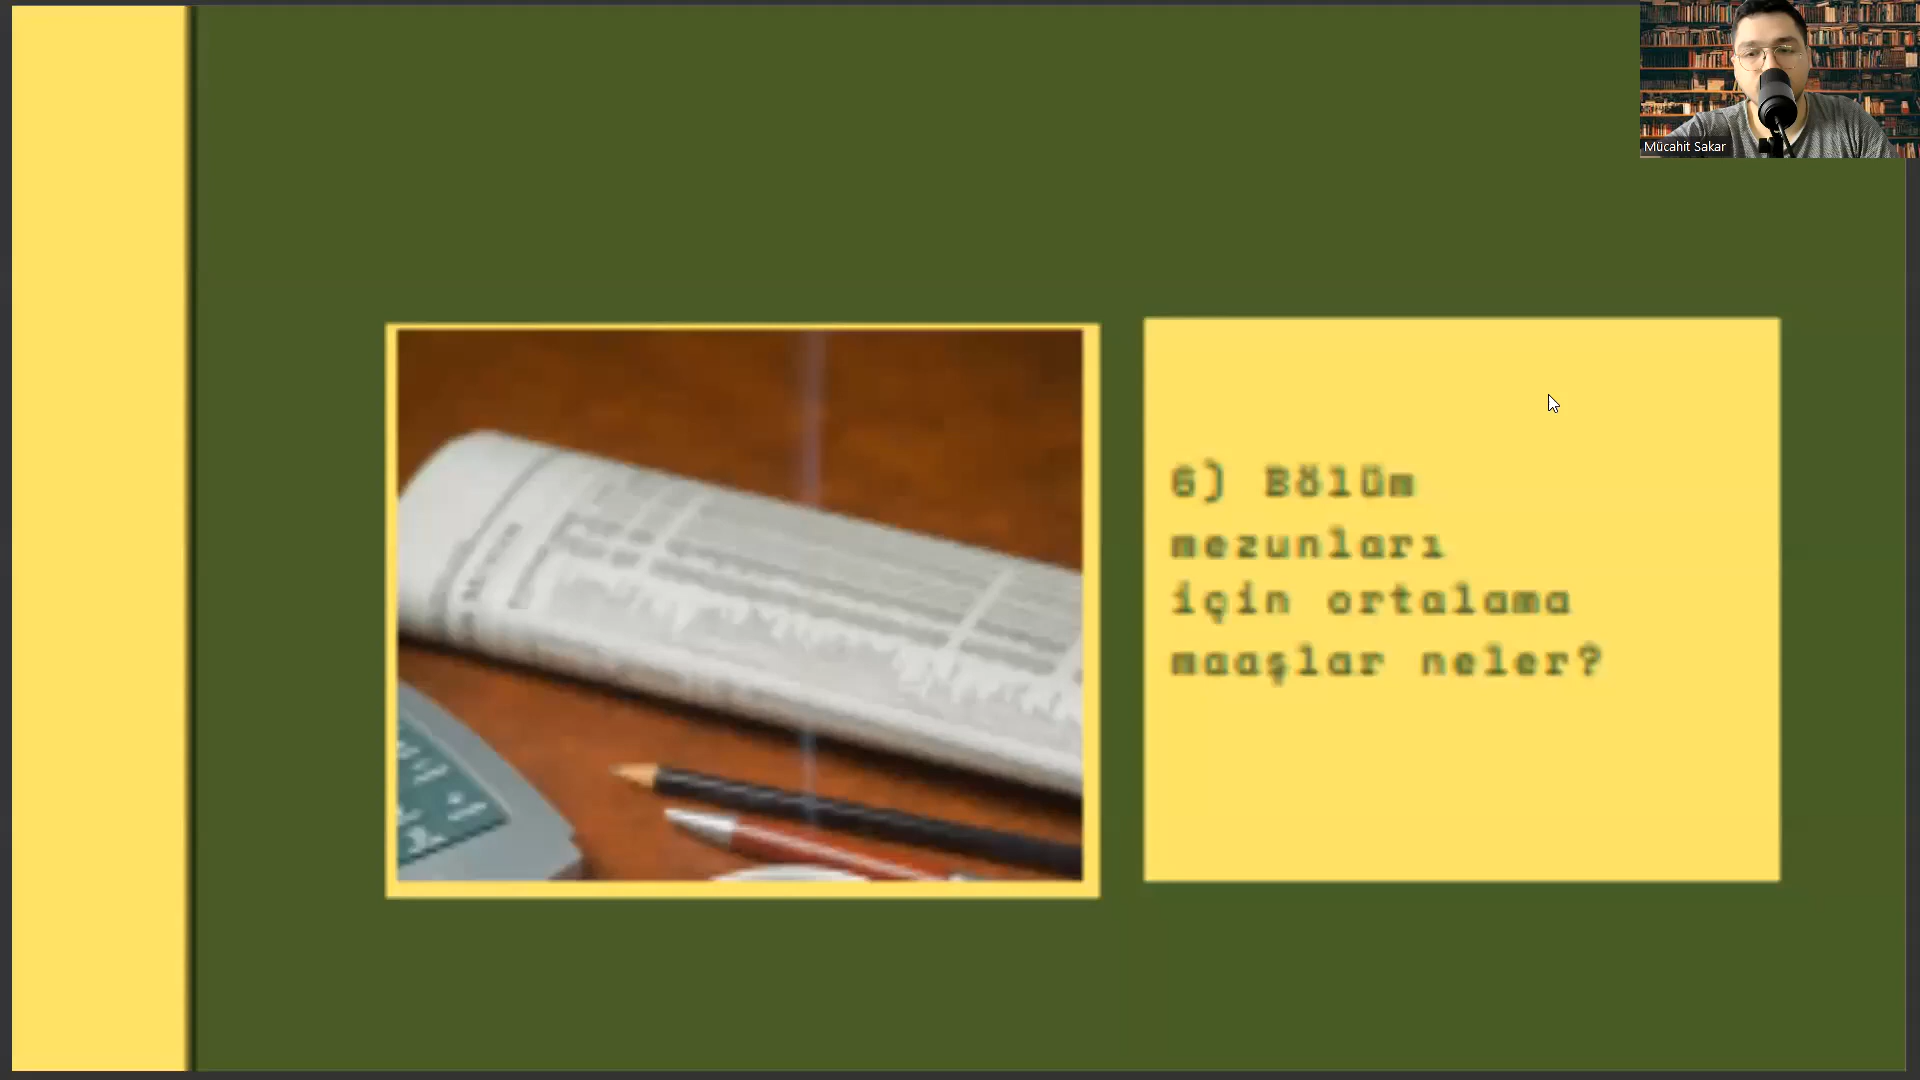 Mücahit Sakar
6) Bölüm
mezunları
için ortalama
maaşlar neler?